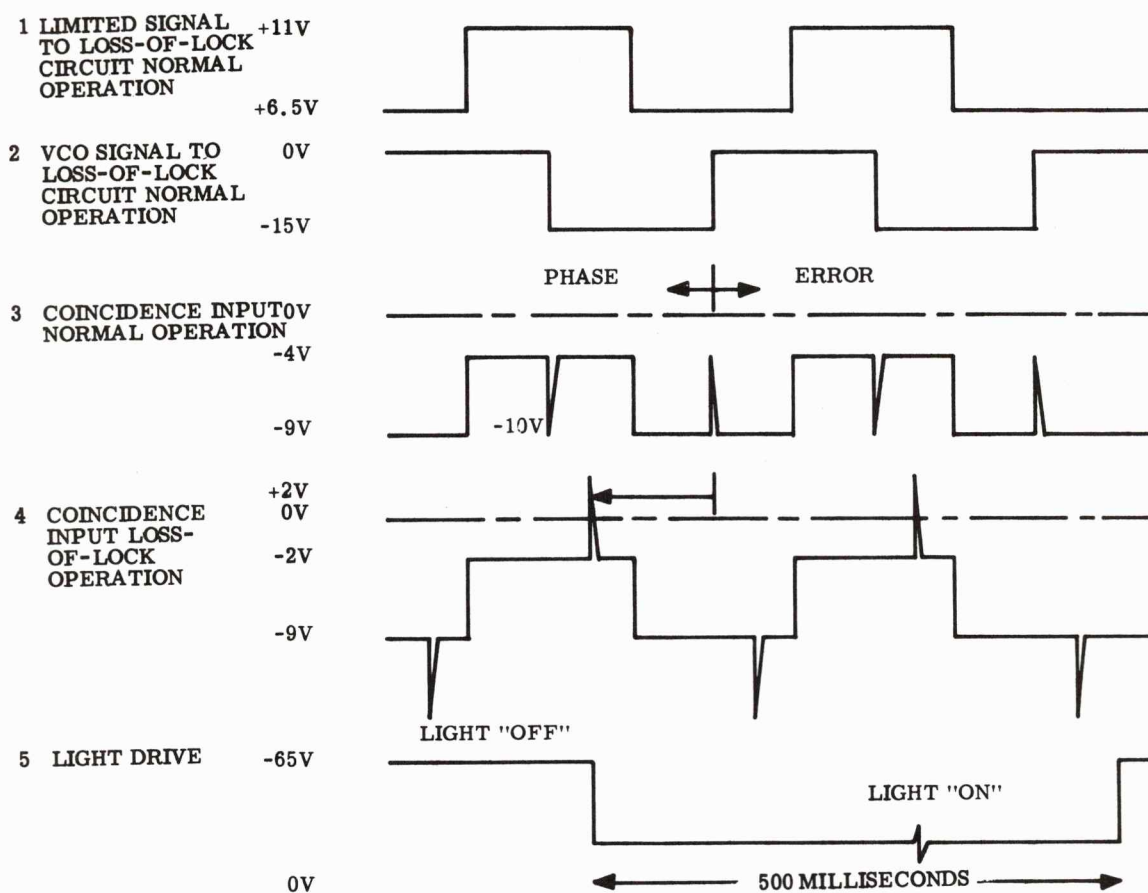 1 LIMITED SIGNAL +11V
TO LOSS-OF-LOCK
CIRCUIT NORMAL
OPERATION
+6.5V
2 VCO SIGNAL TO 0V
LOSS-OF-LOCK
CIRCUIT NORMAL
OPERATION
-15V
PHASE ERROR
3 COINCIDENCE INPUT 0V
NORMAL OPERATION
-4V
-9V
-10V
+2V
4 COINCIDENCE 0V
INPUT LOSS-
OF-LOCK -2V
OPERATION
-9V
LIGHT "OFF"
5 LIGHT DRIVE -65V
LIGHT "ON"
0V
500 MILLISECONDS